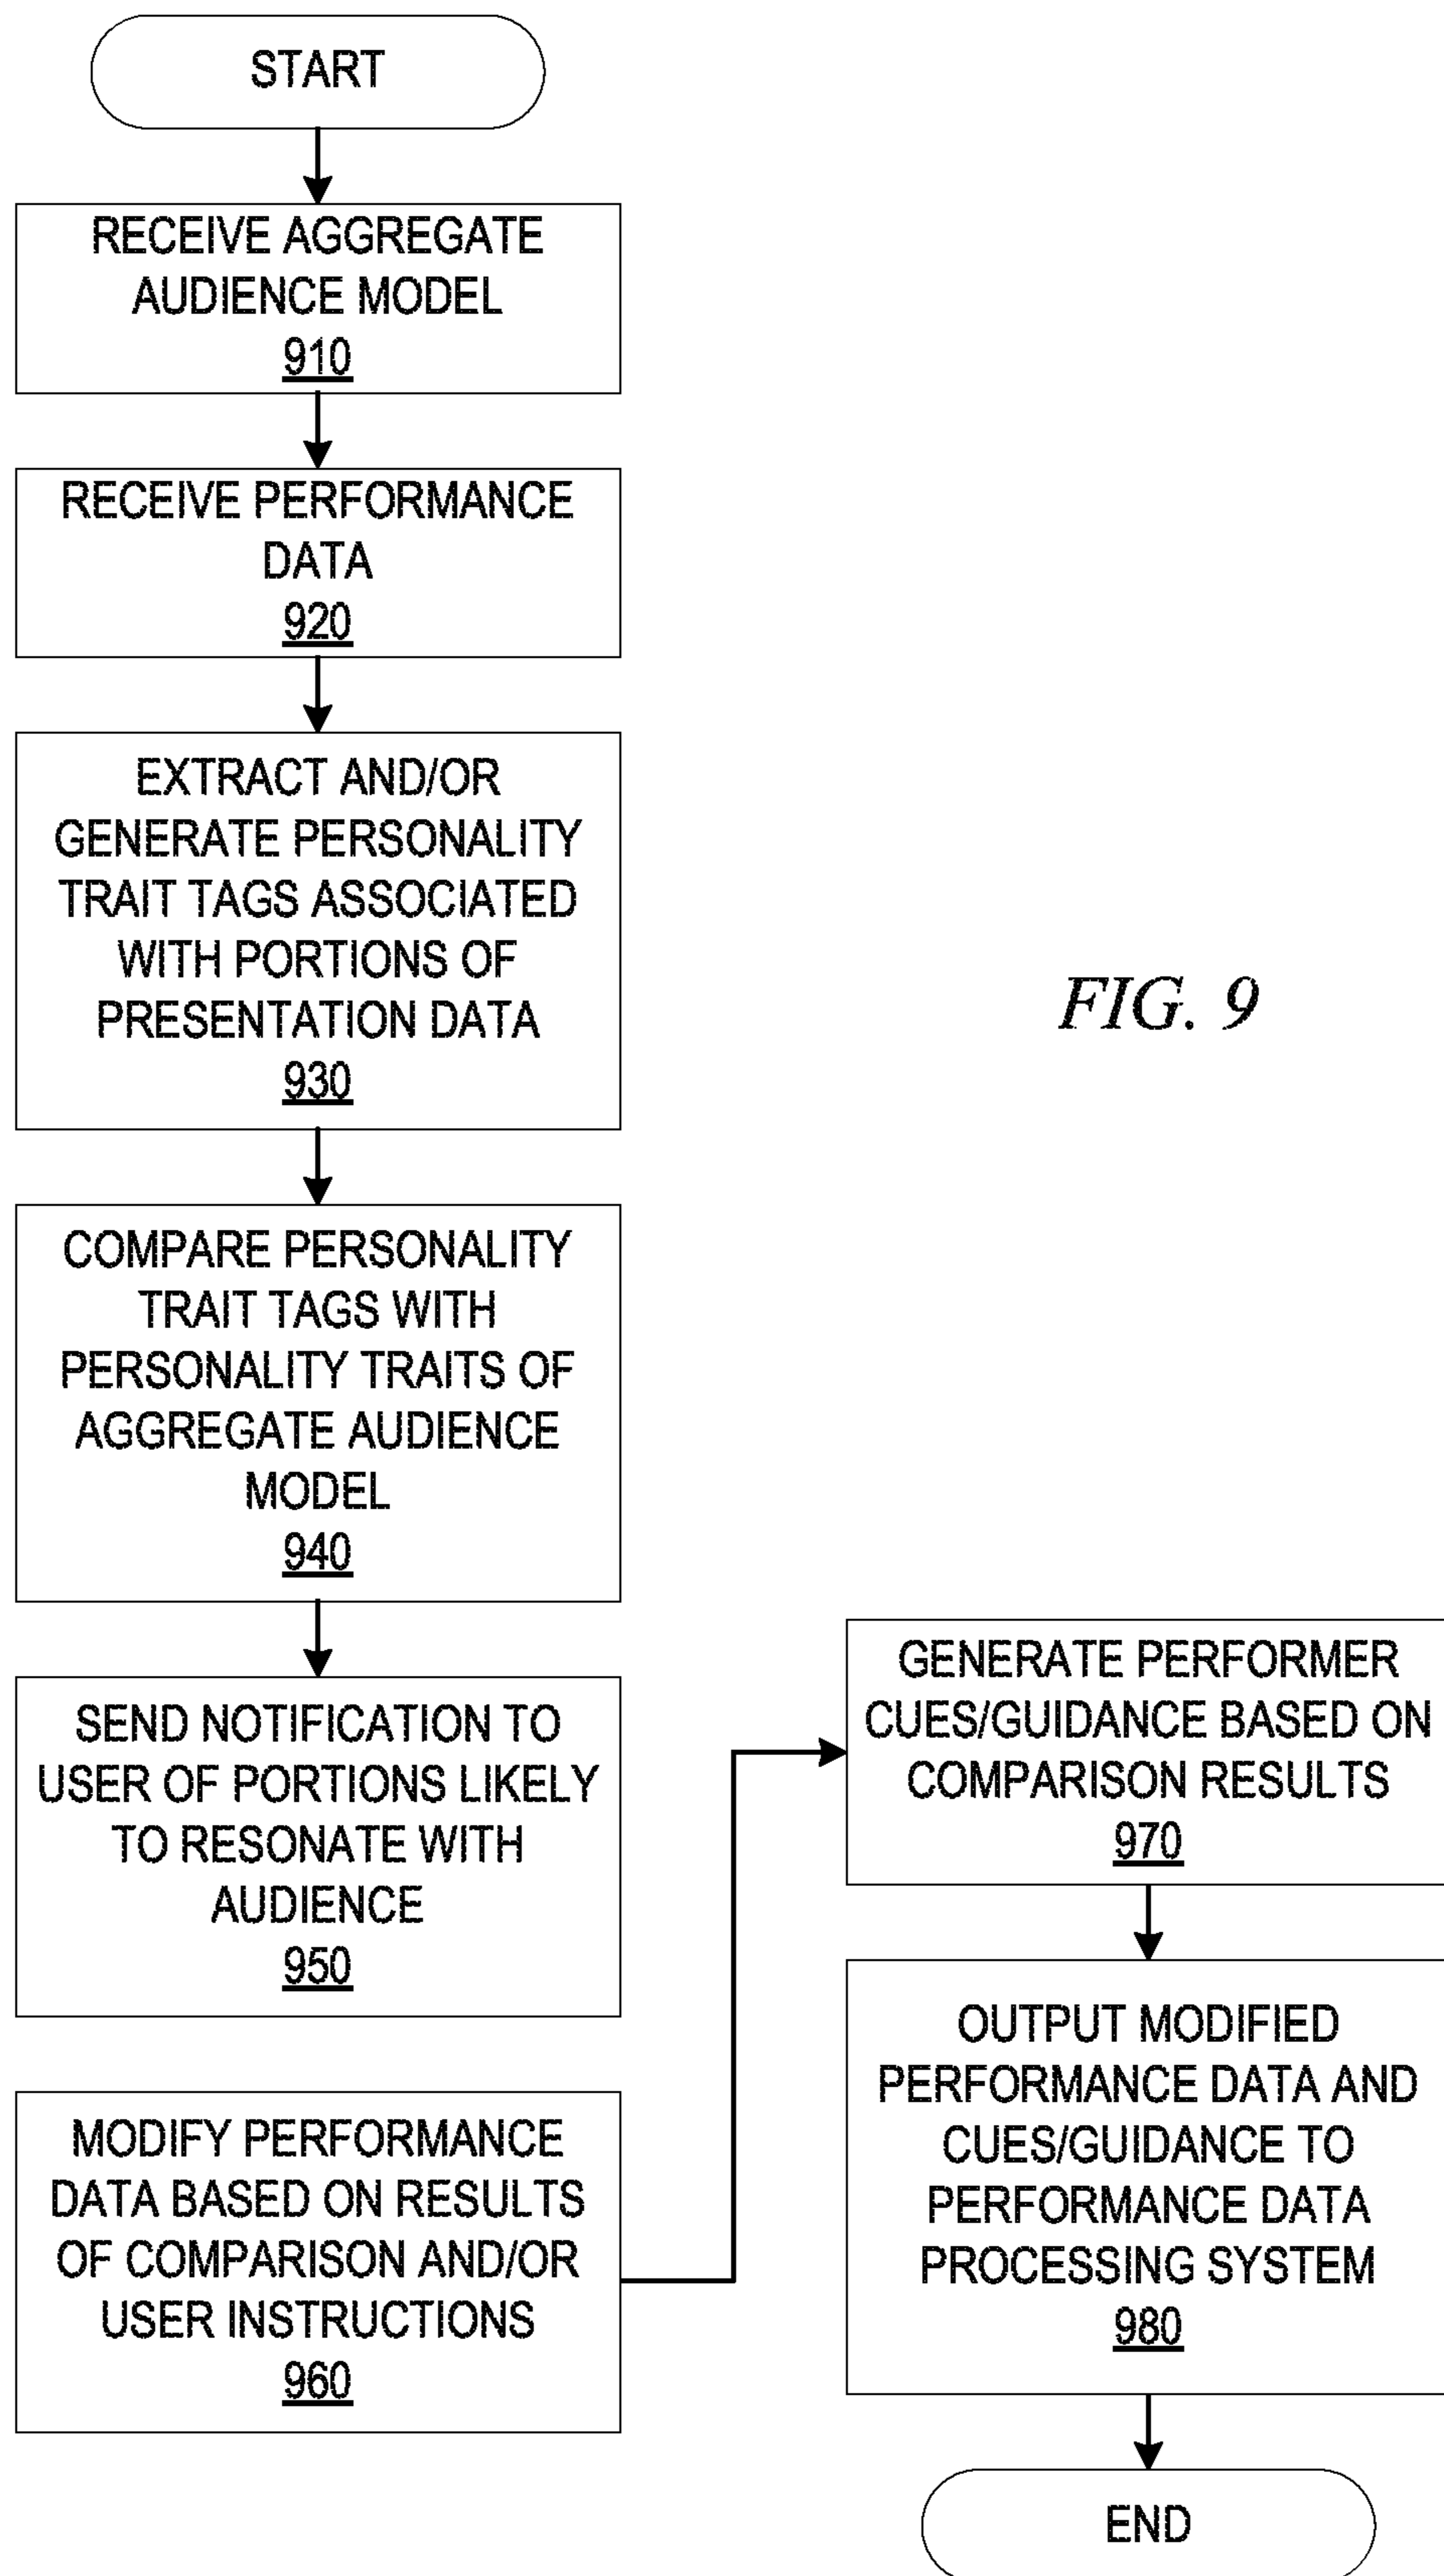 START
RECEIVE AGGREGATE
AUDIENCE MODEL
910
RECEIVE PERFORMANCE
DATA
920
EXTRACT AND/OR
GENERATE PERSONALITY
TRAIT TAGS ASSOCIATED
WITH PORTIONS OF
PRESENTATION DATA
930
COMPARE PERSONALITY
TRAIT TAGS WITH
PERSONALITY TRAITS OF
AGGREGATE AUDIENCE
MODEL
940
SEND NOTIFICATION TO
USER OF PORTIONS LIKELY
TO RESONATE WITH
AUDIENCE
950
MODIFY PERFORMANCE
DATA BASED ON RESULTS
OF COMPARISON AND/OR
USER INSTRUCTIONS
960
GENERATE PERFORMER
CUES/GUIDANCE BASED ON
COMPARISON RESULTS
970
OUTPUT MODIFIED
PERFORMANCE DATA AND
CUES/GUIDANCE TO
PERFORMANCE DATA
PROCESSING SYSTEM
980
END
FIG. 9